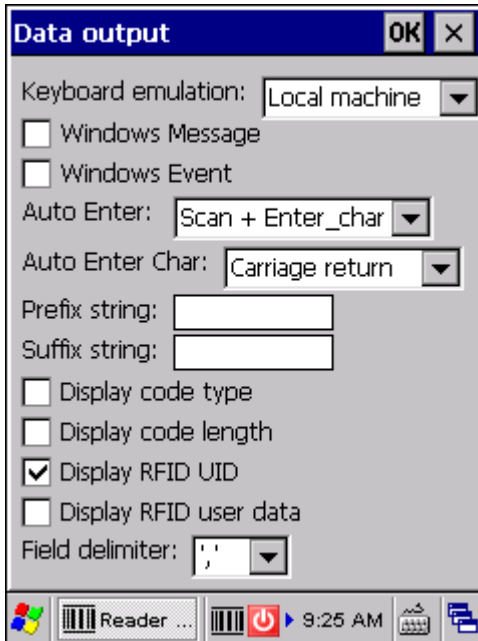 Data output OK
Keyboard emulation: Local machine
Windows Message
Windows Event
Auto Enter: Scan + Enter_char
Auto Enter Char: Carriage return
Prefix string:
Suffix string:
Display code type
Display code length
Display RFID UID
Display RFID user data
Field delimiter: ','
Reader ... 9:25 AM